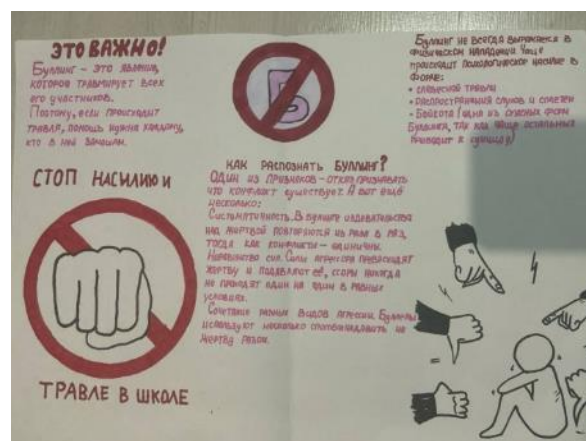 ЭТО ВАЖНО!
Буллинг – это явление,
которое травмирует всех
его участников.
Поэтому, если происходит
травля, помощь нужна каждому,
кто в ней замешан.
Б
Буллинг не всегда выражается в
физическом нападении. Чаще
происходит психологическое насилие в
форме:
• словесной травли
• распространения слухов и сплетен
• Бойкота (одна из опасных форм
буллинга, так как чаще остальных
приводит к суициду)
СТОП НАСИЛИЮ И
ТРАВЛЕ В ШКОЛЕ
КАК РАСПОЗНАТЬ БУЛЛИНГ?
Один из признаков – отказ признавать
что конфликт существует. А вот ещё
несколько:
Систематичность. В буллинге издевательства
над жертвой повторяются из раза в раз,
тогда как конфликты – единичны.
Неравенство сил. Силы агрессора превосходят
жертву и подавляют её, ссоры никогда
не проходят один на один в равных
условиях.
Сочетание разных видов агрессии. Буллеры
используют несколько
жертву разом.